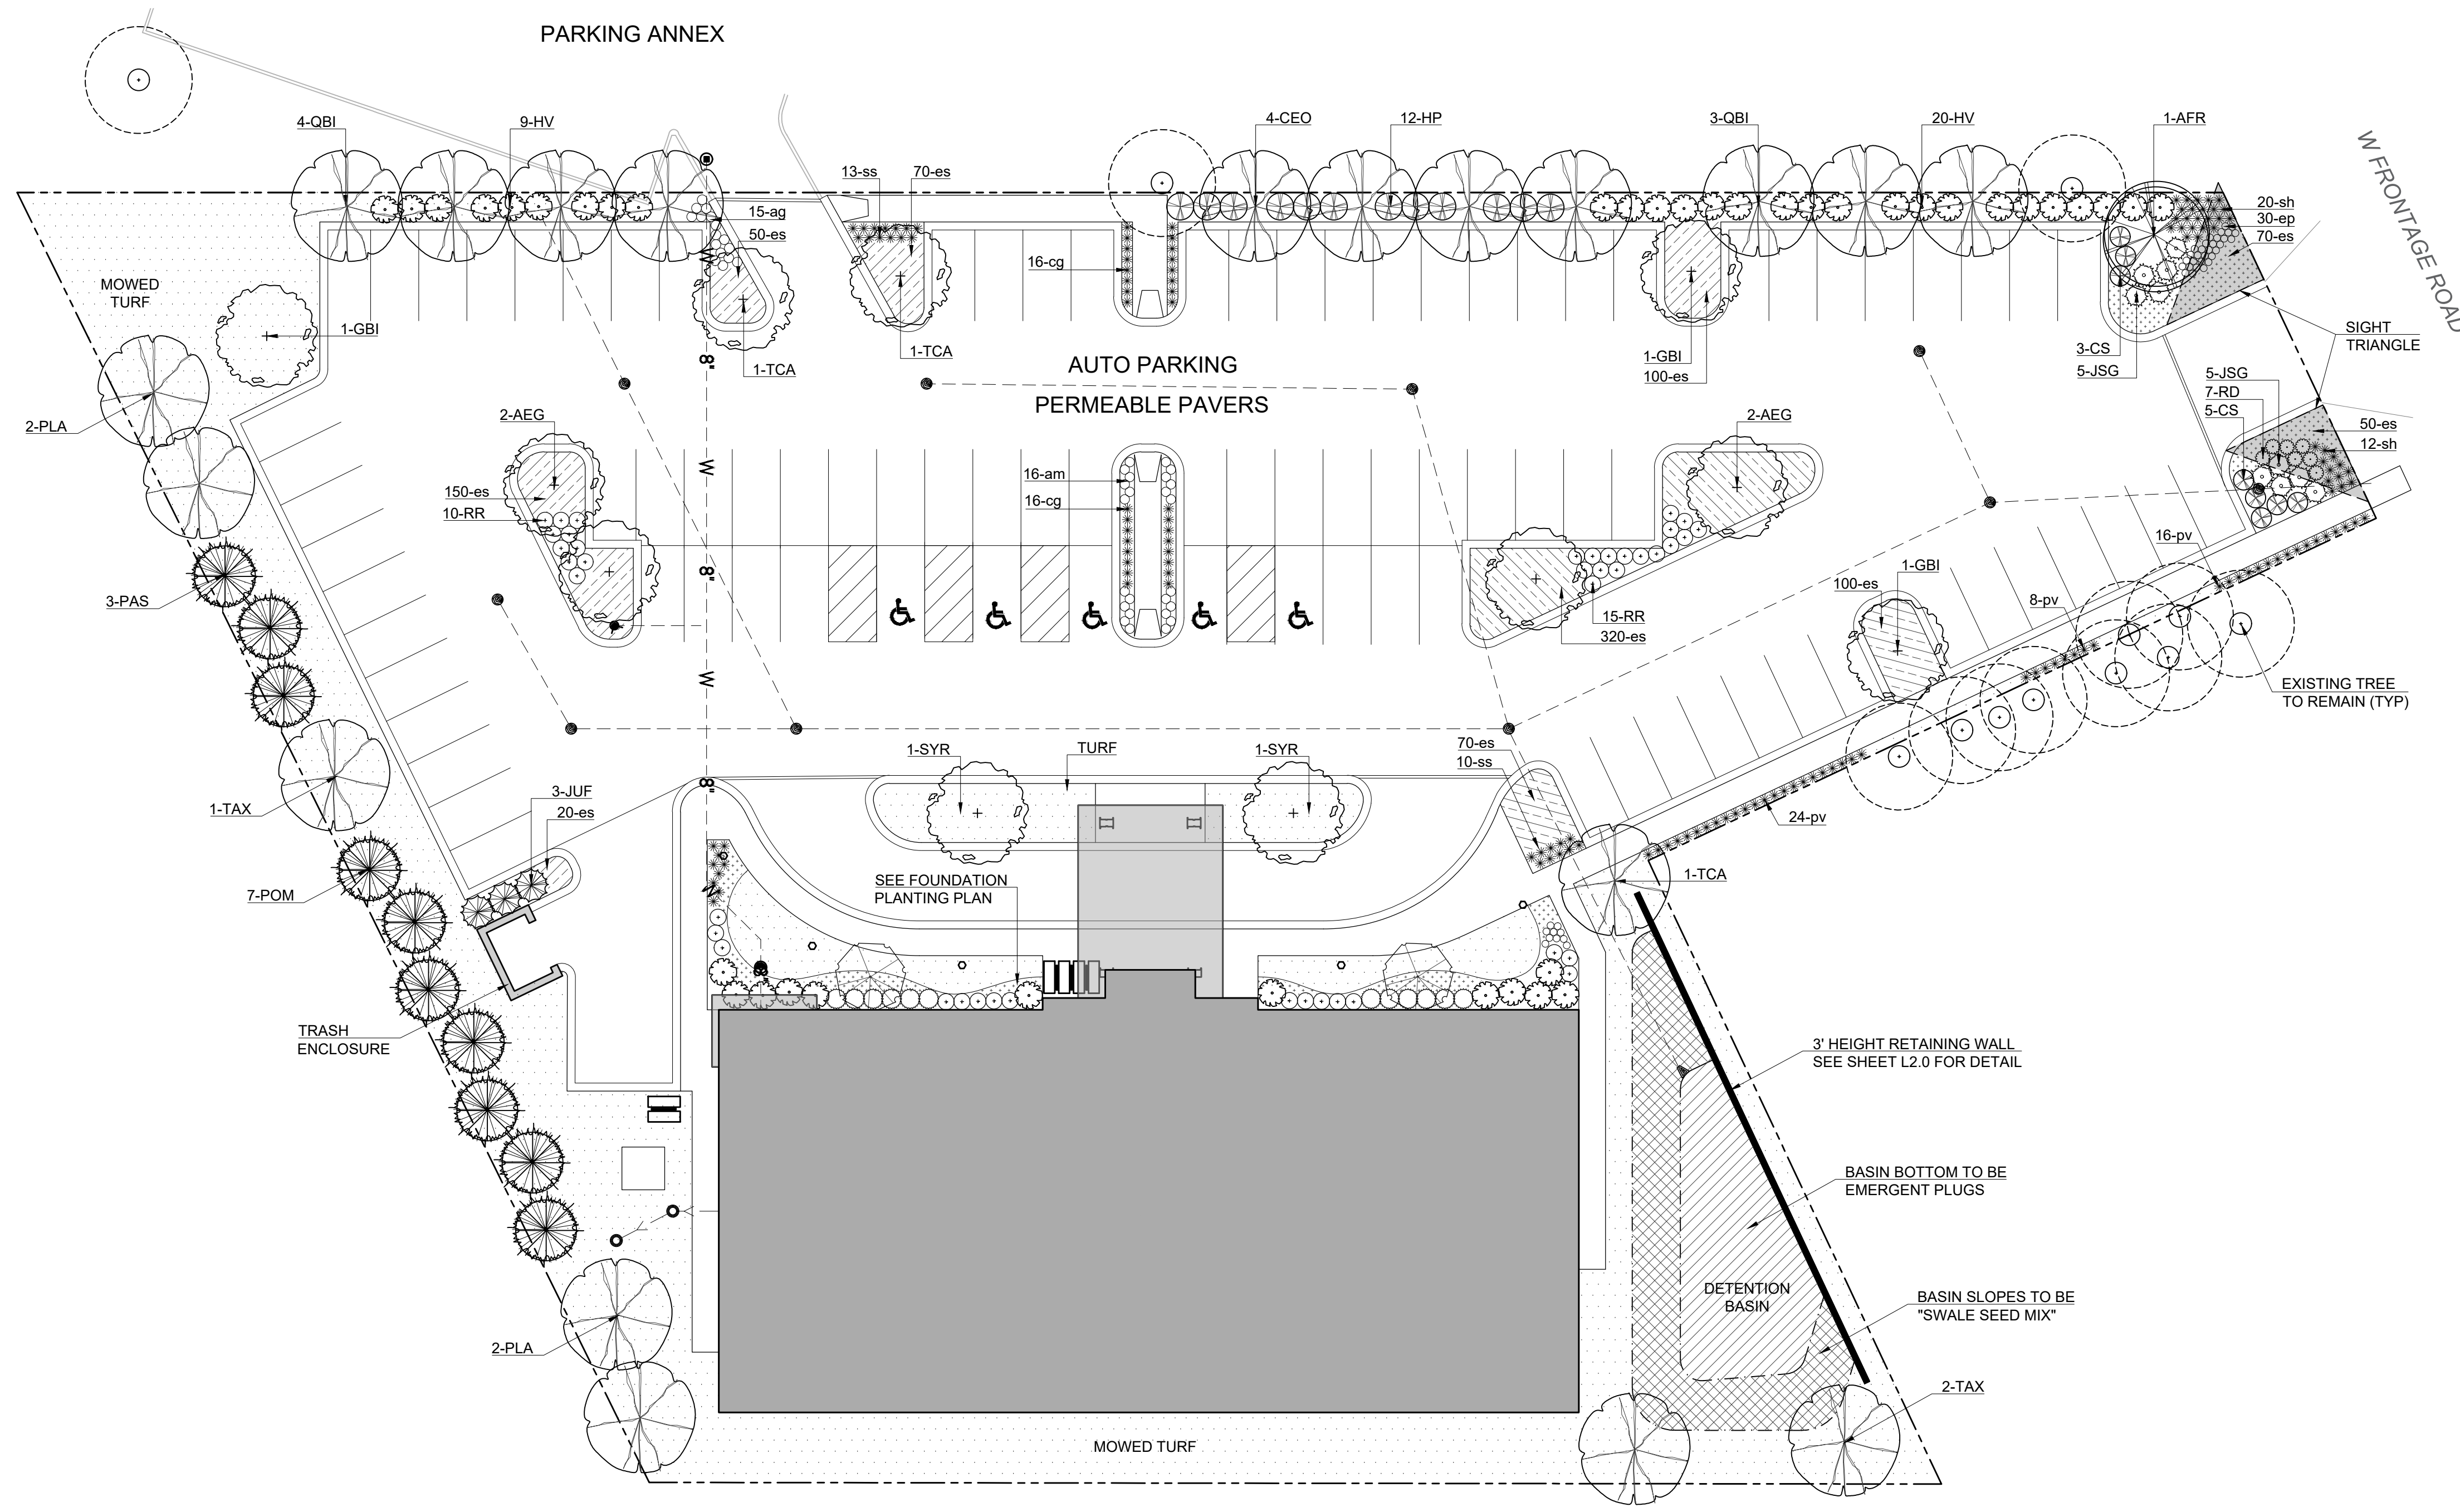 PARKING ANNEX
4-QBI
9-HV
4-CEO
12-HP
3-QBI
20-HV
1-AFR
W FRONTAGE ROAD
13-ss
70-es
15-ag
50-es
20-sh
30-ep
70-es
16-cg
MOWED
TURF
1-GBI
1-TCA
1-TCA
1-GBI
100-es
3-CS
5-JSG
SIGHT
TRIANGLE
AUTO PARKING
PERMEABLE PAVERS
W
8"
W
8"
W
8"
W
2-PLA
2-AEG
2-AEG
5-JSG
7-RD
5-CS
50-es
12-sh
150-es
10-RR
16-am
16-cg
16-pv
1-GBI
100-es
8-pv
3-PAS
15-RR
320-es
EXISTING TREE
TO REMAIN (TYP)
1-SYR
TURF
1-SYR
70-es
10-ss
1-TAX
3-JUF
20-es
24-pv
7-POM
SEE FOUNDATION
PLANTING PLAN
1-TCA
TRASH
ENCLOSURE
3' HEIGHT RETAINING WALL
SEE SHEET L2.0 FOR DETAIL
BASIN BOTTOM TO BE
EMERGENT PLUGS
DETENTION
BASIN
BASIN SLOPES TO BE
"SWALE SEED MIX"
2-PLA
2-TAX
MOWED TURF